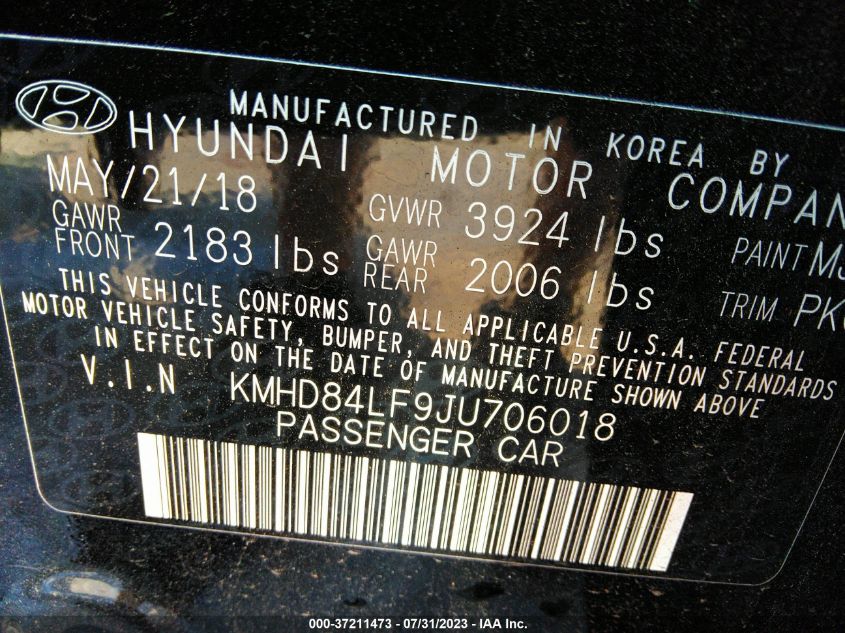 MANUFACTURED IN KOREA BY
HYUNDAI MOTOR COMPAN
MAY/21/18 GVWR 3924 lbs PAINT
GAWR FRONT 2183 lbs GAWR REAR 2006 lbs TRIM
THIS VEHICLE CONFORMS TO ALL APPLICABLE U.S.A. FEDERAL
MOTOR VEHICLE SAFETY, BUMPER, AND THEFT PREVENTION STANDARDS
IN EFFECT ON THE DATE OF MANUFACTURE SHOWN ABOVE
V.I.N KMHD84LF9JU706018
PASSENGER CAR
000-37211473 - 07/31/2023 - IAA Inc.